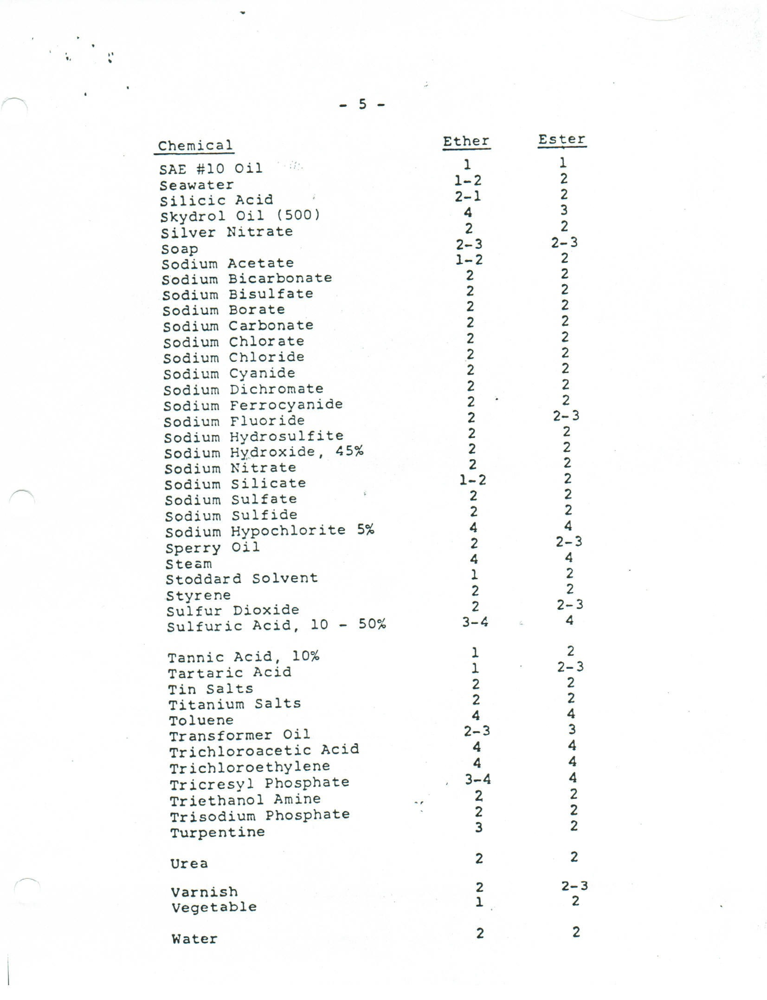 - 5 -
Chemical Ether Ester
SAE #10 Oil 1 1
Seawater 1-2 2
Silicic Acid 2-1 2
Skydrol Oil (500) 4 3
Silver Nitrate 2 2
Soap 2-3 2-3
Sodium Acetate 1-2 2
Sodium Bicarbonate 2 2
Sodium Bisulfate 2 2
Sodium Borate 2 2
Sodium Carbonate 2 2
Sodium Chlorate 2 2
Sodium Chloride 2 2
Sodium Cyanide 2 2
Sodium Dichromate 2 2
Sodium Ferrocyanide 2 2
Sodium Fluoride 2 2-3
Sodium Hydrosulfite 2 2
Sodium Hydroxide, 45% 2 2
Sodium Nitrate 2 2
Sodium Silicate 1-2 2
Sodium Sulfate 2 2
Sodium Sulfide 2 2
Sodium Hypochlorite 5% 4 4
Sperry Oil 2 2-3
Steam 4 4
Stoddard Solvent 1 2
Styrene 2 2
Sulfur Dioxide 2 2-3
Sulfuric Acid, 10 - 50% 3-4 4
Tannic Acid, 10% 1 2
Tartaric Acid 1 2-3
Tin Salts 2 2
Titanium Salts 2 2
Toluene 4 4
Transformer Oil 2-3 3
Trichloroacetic Acid 4 4
Trichloroethylene 4 4
Tricresyl Phosphate 3-4 4
Triethanol Amine 2 2
Trisodium Phosphate 2 2
Turpentine 3 2
Urea 2 2
Varnish 2 2-3
Vegetable 1 2
Water 2 2